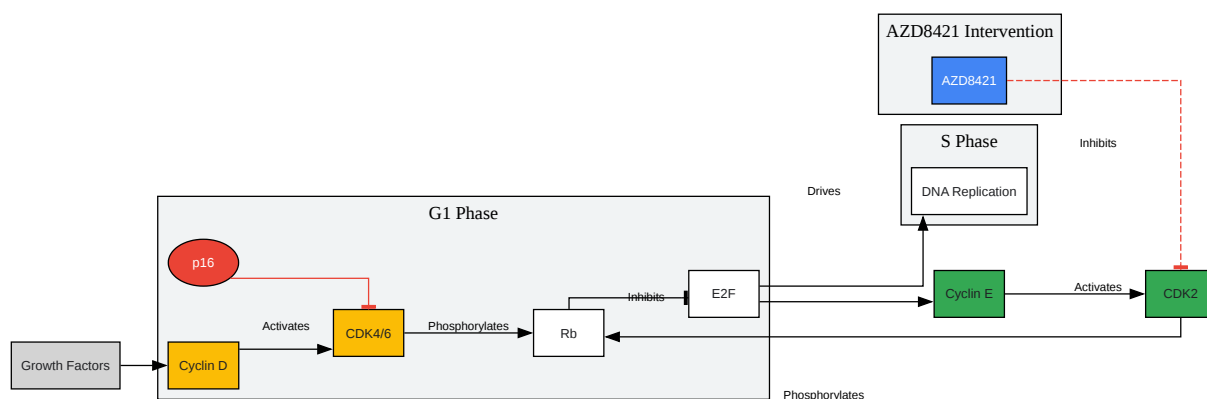 AZD8421 Intervention
AZD8421
S Phase
Inhibits
DNA Replication
Drives
G1 Phase
p16
E2F
Inhibits
Cyclin E
Activates
CDK2
Activates
CDK4/6
Phosphorylates
Rb
Growth Factors
Cyclin D
Phosphorylates